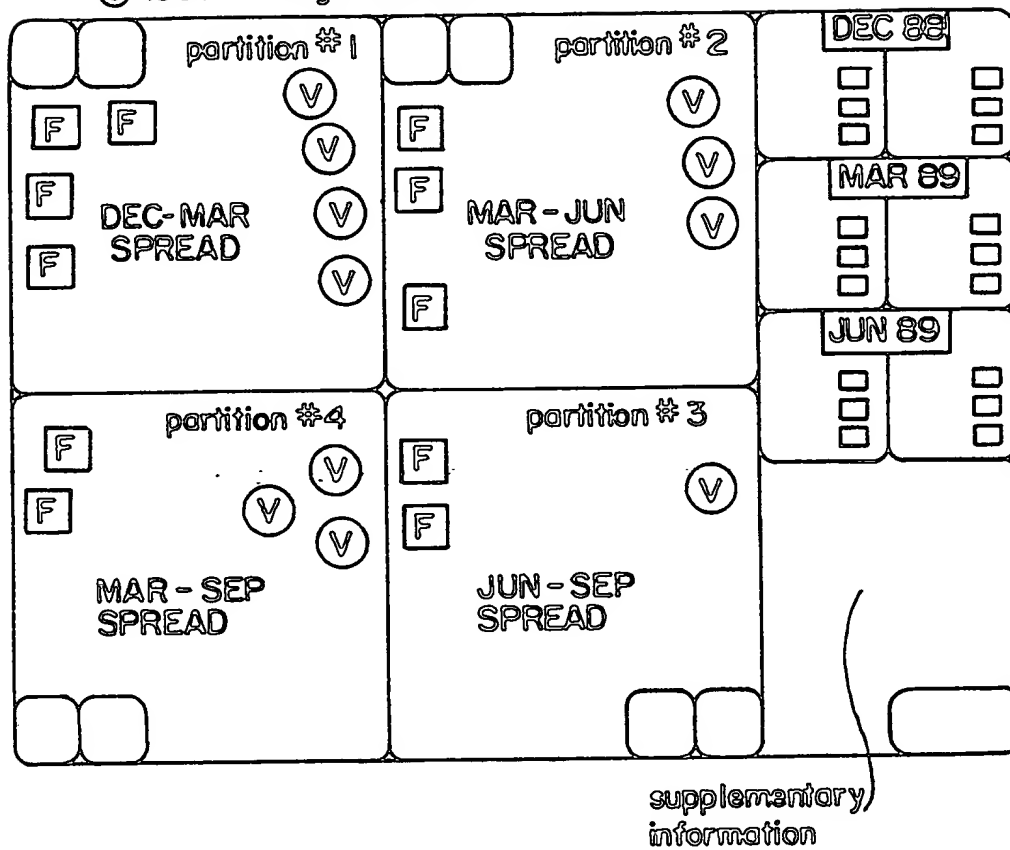 partition #1
partition #2
DEC 88
V
V
F
F
F
V
V
F
F
V
V
MAR 89
DEC-MAR
SPREAD
MAR-JUN
SPREAD
F
V
V
F
JUN 89
partition #4
partition #3
F
V
F
V
F
V
F
V
MAR-SEP
SPREAD
JUN-SEP
SPREAD
supplementary
information